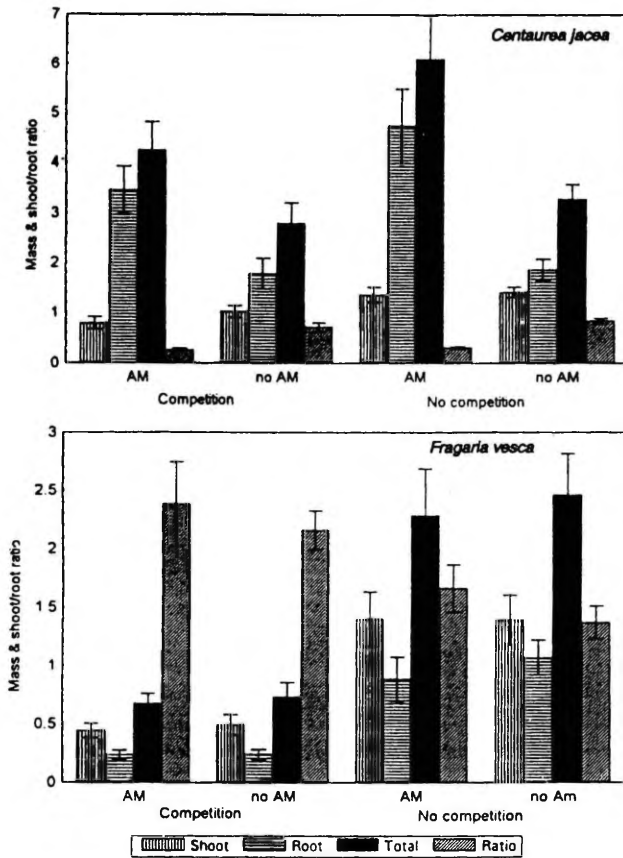 7
Centaurea jacea
6
5
4
3
2
1
0
Mass & shoot/root ratio
AM no AM AM no AM
Competition No competition
3
Fragaria vesca
2.5
2
1 5
1
0.5
0
Mass & shoot/root ratio
AM no AM AM no Am
Competition No competition
Shoot Root Total Ratio